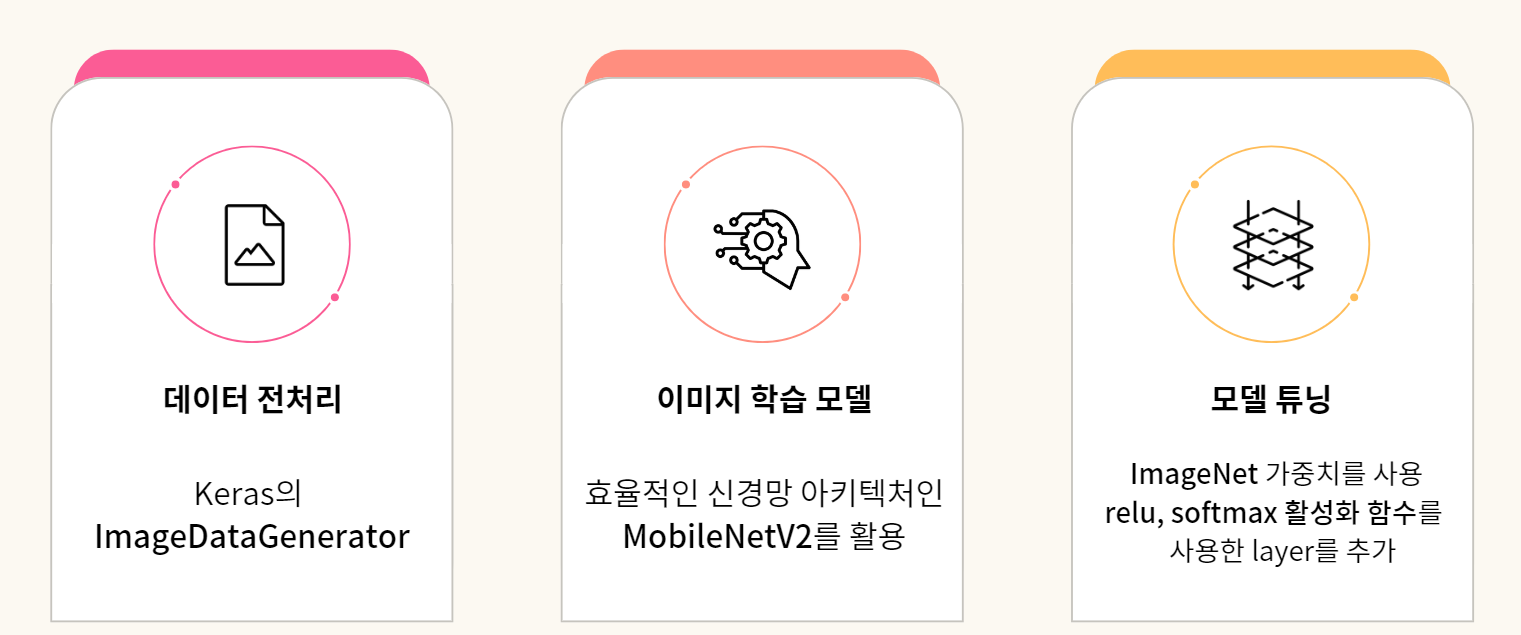 데이터 전처리
Keras의
ImageDataGenerator
이미지 학습 모델
효율적인 신경망 아키텍처인
MobileNetV2를 활용
모델 튜닝
ImageNet 가중치를 사용
relu, softmax 활성화 함수를
사용한 layer를 추가